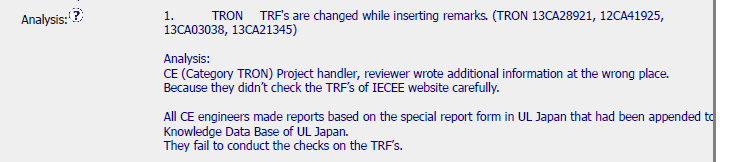 Analysis: ?
1. TRON TRF's are changed while inserting remarks. (TRON 13CA28921, 12CA41925,
13CA03038, 13CA21345)
Analysis:
CE (Category TRON) Project handler, reviewer wrote additional information at the wrong place.
Because they didn't check the TRF's of IECEE website carefully.
All CE engineers made reports based on the special report form in UL Japan that had been appended to
Knowledge Data Base of UL Japan.
They fail to conduct the checks on the TRF's.